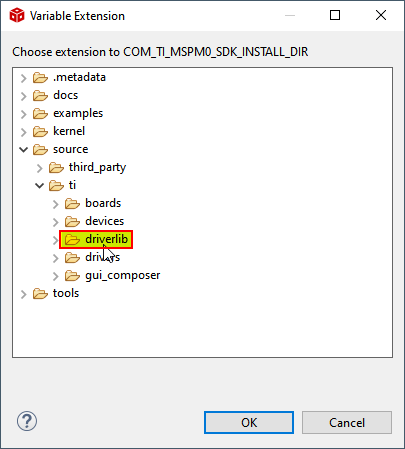 Variable Extension
Choose extension to COM_TI_MSPM0_SDK_INSTALL_DIR
.metadata
docs
examples
kernel
source
third_party
ti
boards
devices
driverlib
drivers
gui_composer
tools
OK
Cancel